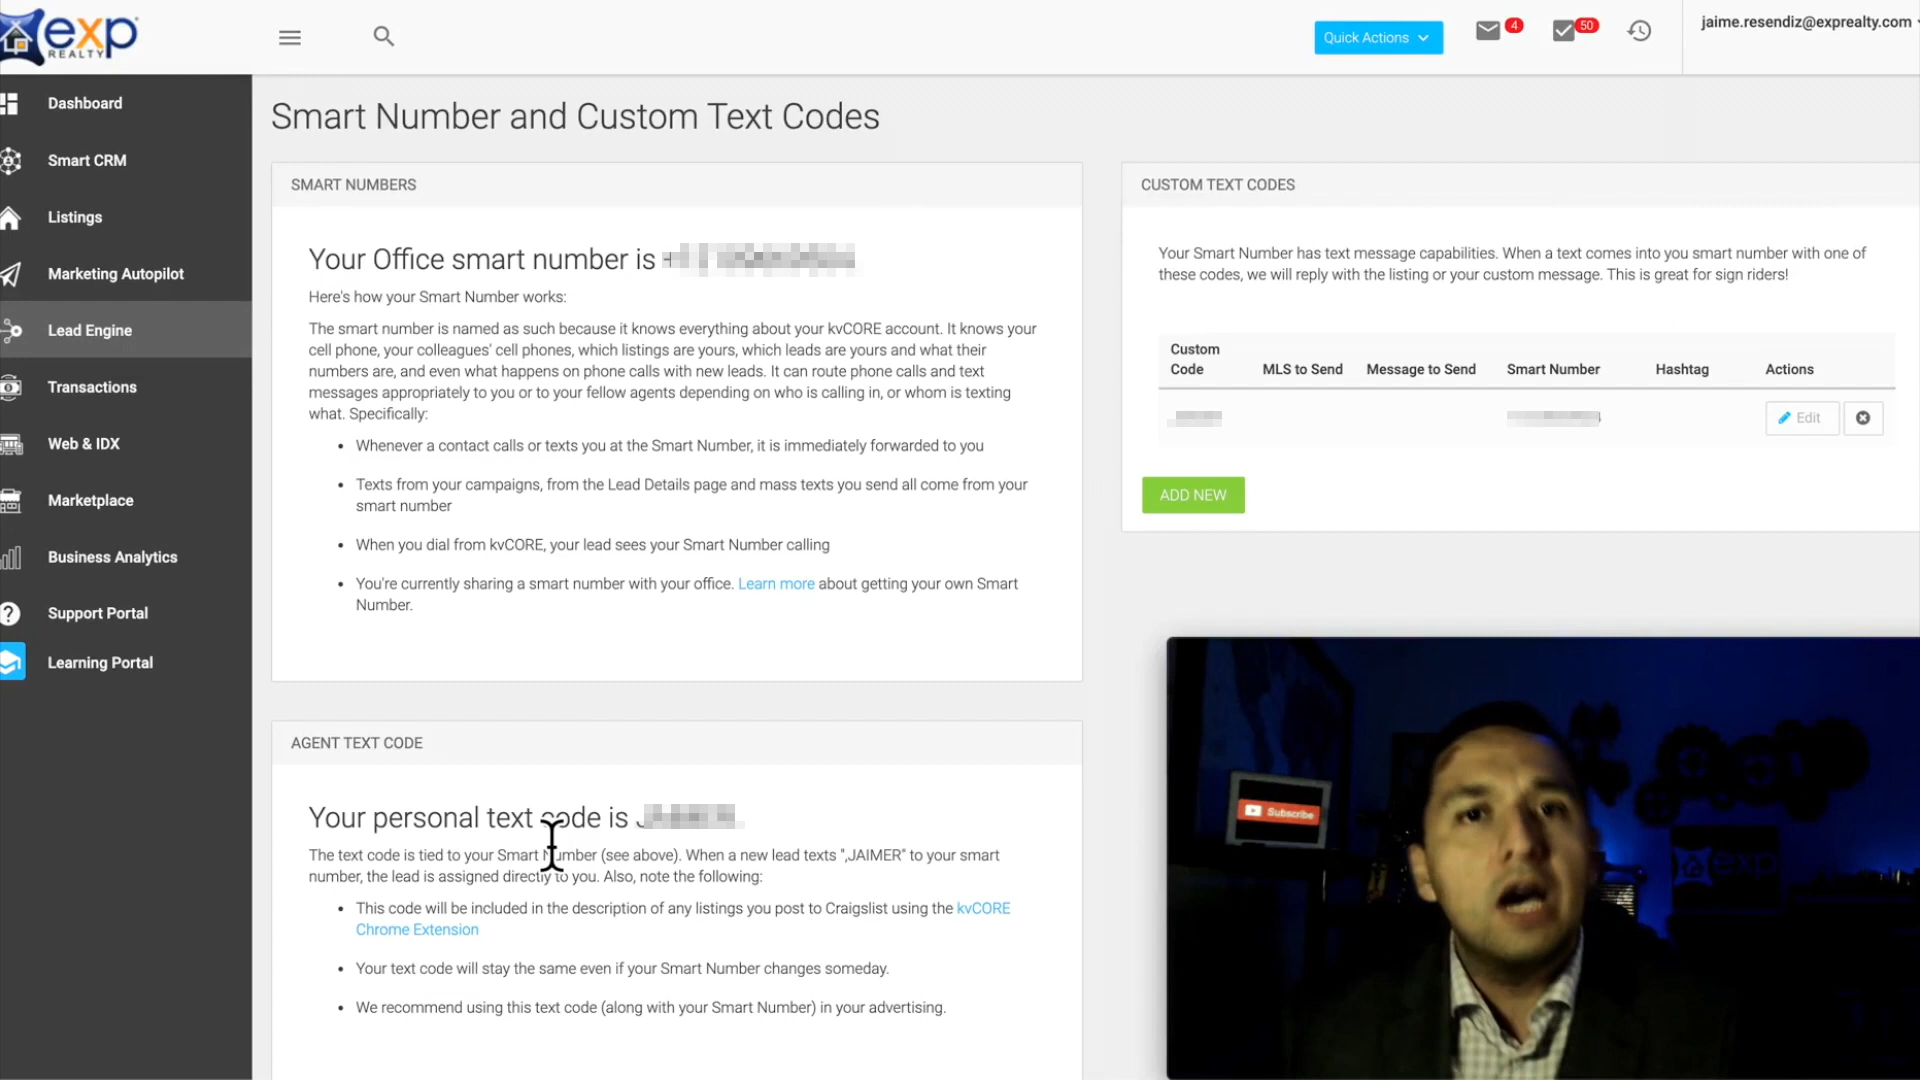 exp
REALTY
Quick Actions
4
50
jaime.resendiz@exprealty.com
Dashboard
Smart CRM
Listings
Marketing Autopilot
Lead Engine
Transactions
Web & IDX
Marketplace
Business Analytics
Support Portal
Learning Portal
Smart Number and Custom Text Codes
SMART NUMBERS
Your Office smart number is
Here's how your Smart Number works:
The smart number is named as such because it knows everything about your kvCORE account. It knows your
cell phone, your colleagues' cell phones, which listings are yours, which leads are yours and what their
numbers are, and even what happens on phone calls with new leads. It can route phone calls and text
messages appropriately to you or to your fellow agents depending on who is calling in, or whom is texting
what. Specifically:
• Whenever a contact calls or texts you at the Smart Number, it is immediately forwarded to you
• Texts from your campaigns, from the Lead Details page and mass texts you send all come from your
smart number
• When you dial from kvCORE, your lead sees your Smart Number calling
• You're currently sharing a smart number with your office. Learn more about getting your own Smart
Number.
AGENT TEXT CODE
Your personal text code is
The text code is tied to your Smart Number (see above). When a new lead texts ",JAIMER" to your smart
number, the lead is assigned directly to you. Also, note the following:
• This code will be included in the description of any listings you post to Craigslist using the kvCORE
Chrome Extension
• Your text code will stay the same even if your Smart Number changes someday.
• We recommend using this text code (along with your Smart Number) in your advertising.
CUSTOM TEXT CODES
Your Smart Number has text message capabilities. When a text comes into you smart number with one of
these codes, we will reply with the listing or your custom message. This is great for sign riders!
Custom
Code
MLS to Send
Message to Send
Smart Number
Hashtag
Actions
Edit
ADD NEW
Subscribe
exp